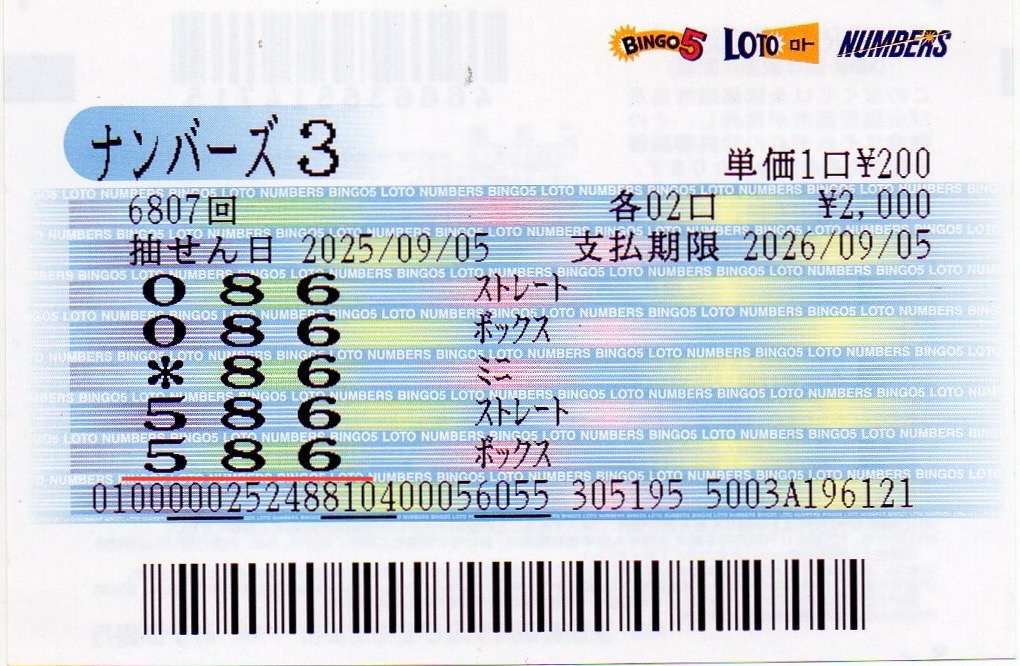 BINGO5 LOTO ロト NUMBERS
ナンバーズ 3
単価1口¥200
6807回 各02口 ¥2,000
抽せん日 2025/09/05 支払期限 2026/09/05
0 8 6 ストレート
0 8 6 ボックス
* 8 6 ミニ
5 8 6 ストレート
5 8 6 ボックス
010000025248810400056055 305195 5003A196121